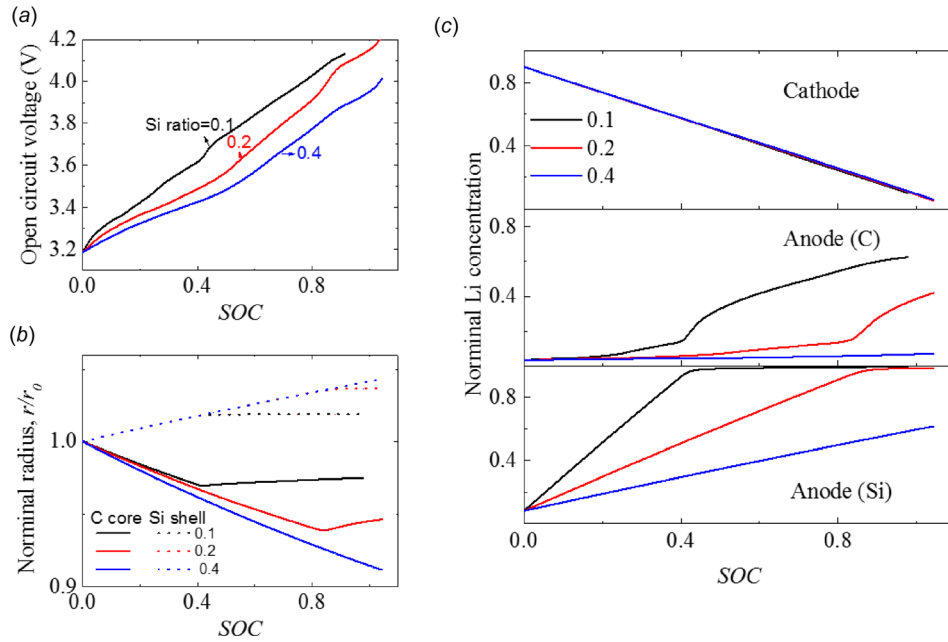 (a)
4.2
4.0
3.8
3.6
3.4
3.2
Open circuit voltage (V)
Si ratio=0.1
0.2
0.4
0.0 0.4 0.8
SOC
(b)
1.0
0.9
Norminal radius, r/r0
C core Si shell
0.1
0.2
0.4
0.0 0.4 0.8
SOC
(c)
Norminal Li concentration
0.8
0.4
Cathode
0.1
0.2
0.4
0.8
0.4
Anode (C)
0.8
0.4
Anode (Si)
0.0 0.4 0.8
SOC